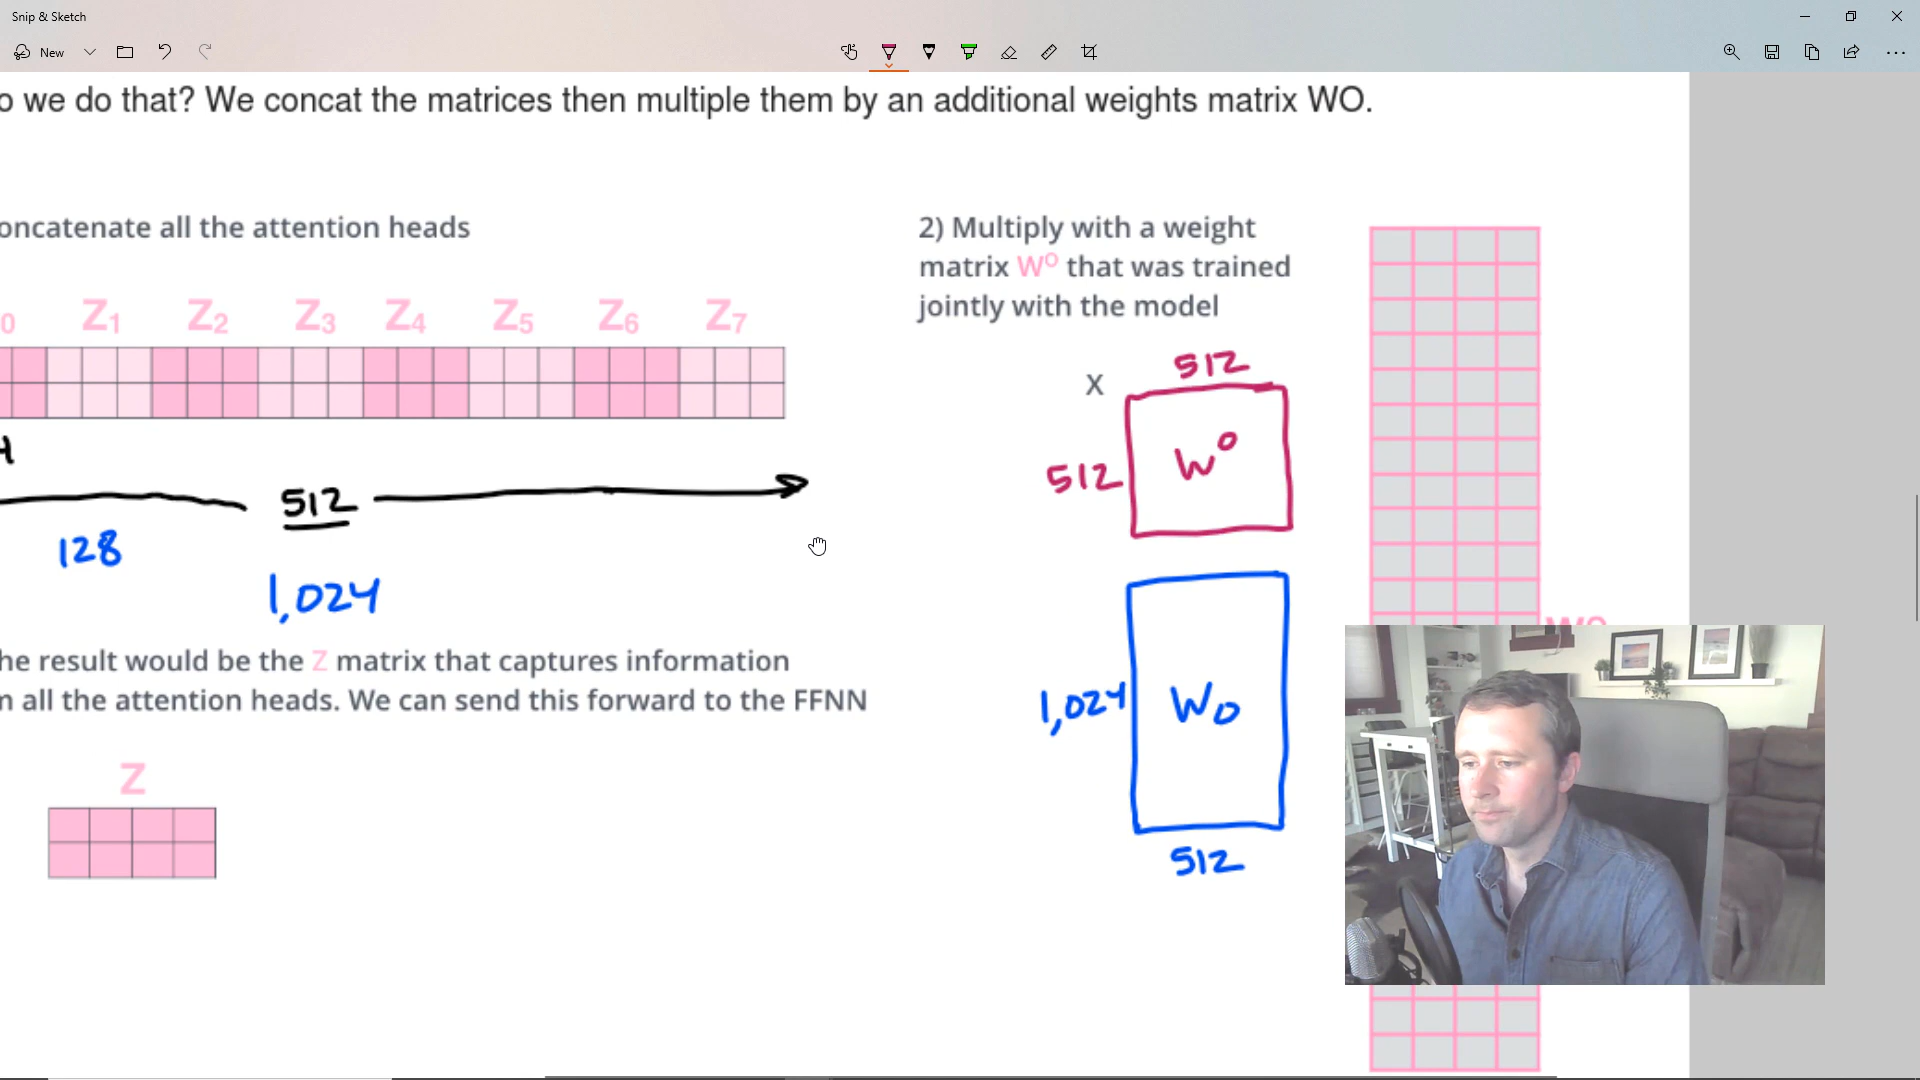 Snip & Sketch
New
o we do that? We concat the matrices then multiple them by an additional weights matrix WO.
oncatenate all the attention heads
0 Z1 Z2 Z3 Z4 Z5 Z6 Z7
4
512
128
1,024
2) Multiply with a weight
matrix WO that was trained
jointly with the model
X
512
512
WO
1,024
WO
512
he result would be the Z matrix that captures information
n all the attention heads. We can send this forward to the FFNN
Z